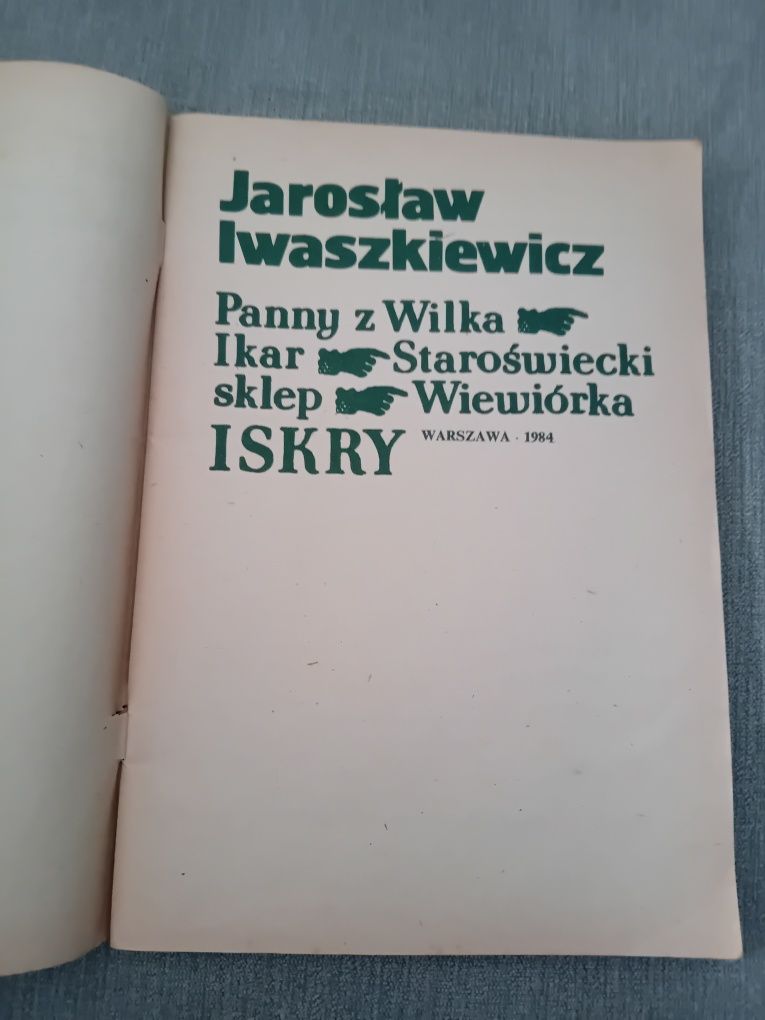 Jarosław
Iwaszkiewicz
Panny z Wilka
Ikar Staroświecki
sklep Wiewiórka
ISKRY WARSZAWA · 1984